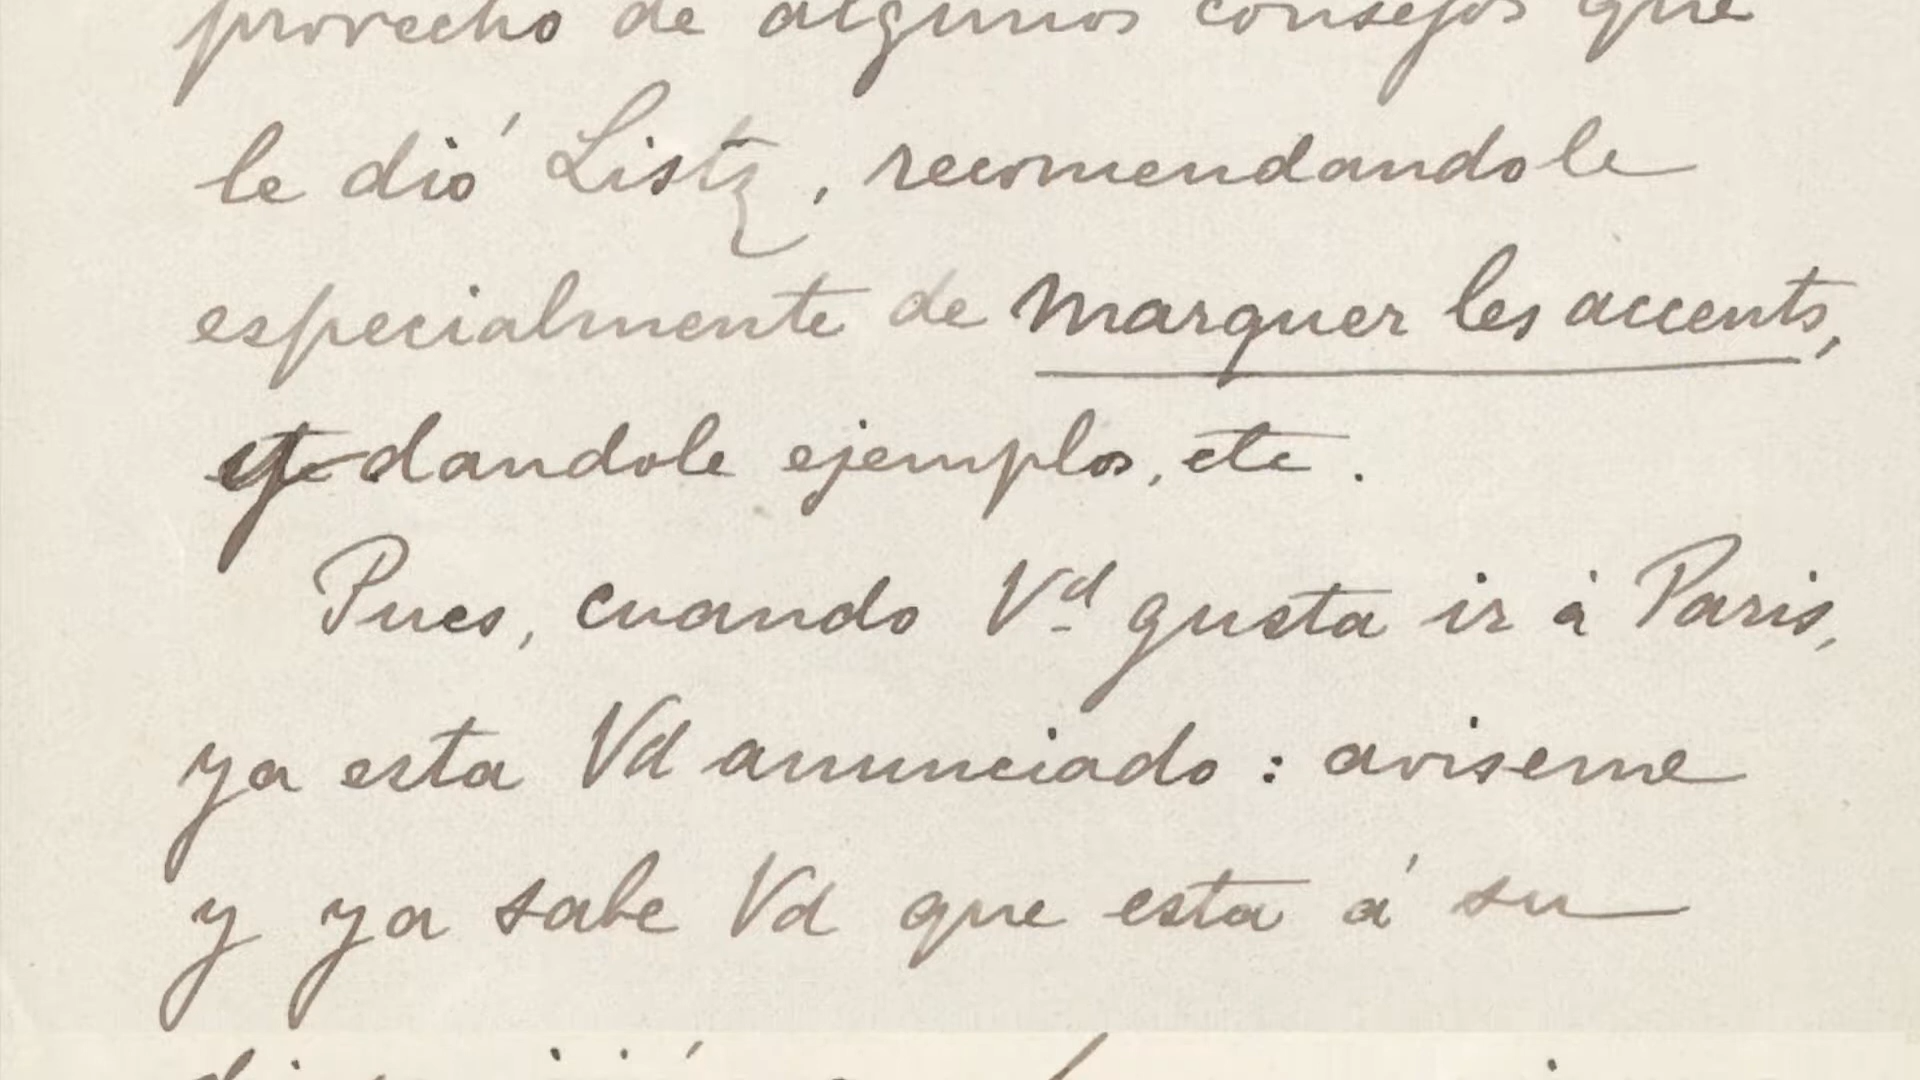 provecho de algunos consejos que
le dió Listz, recomendandole
especialmente de marquer les accents,
dandole ejemplos, etc.
Pues, cuando Vd gusta ir à Paris,
ya esta Vd anunciado : aviseme
y ya sabe Vd que esta á su